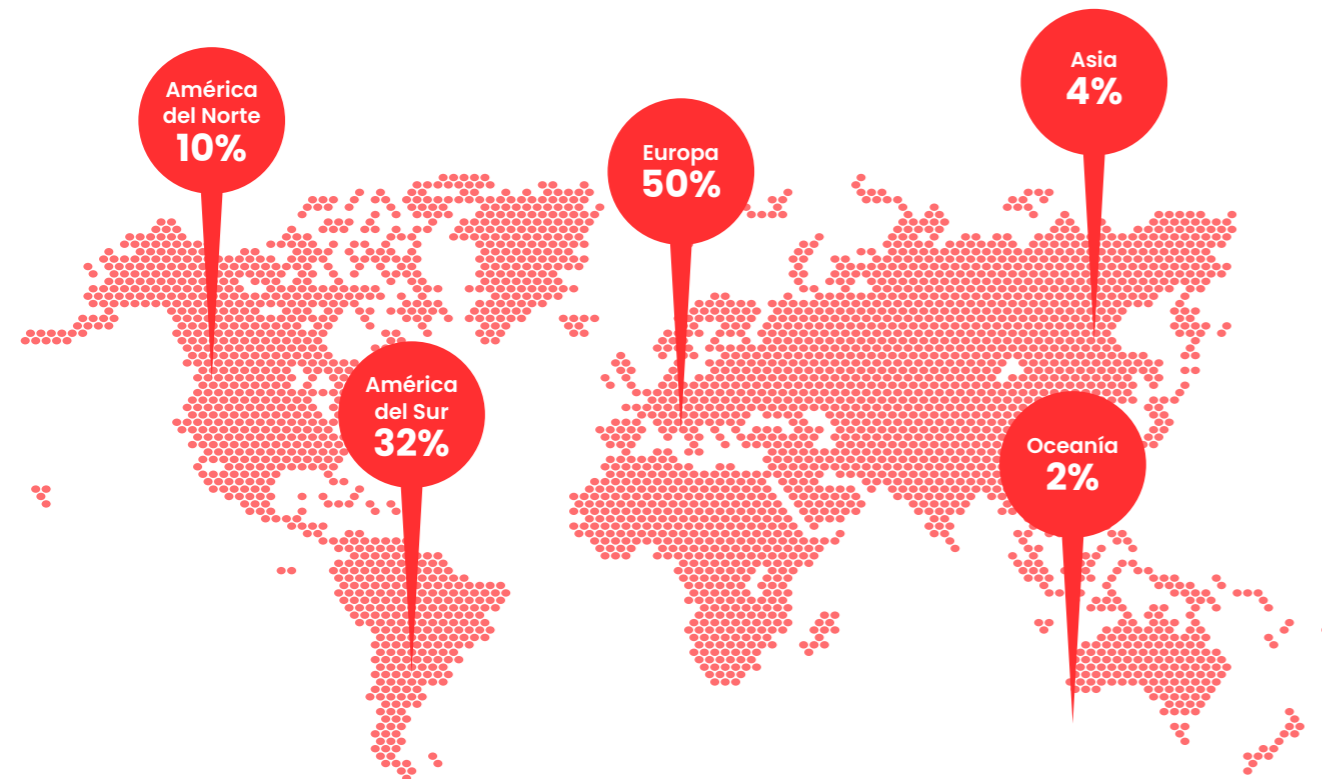 América
del Norte
10%
Europa
50%
Asia
4%
América
del Sur
32%
Oceanía
2%